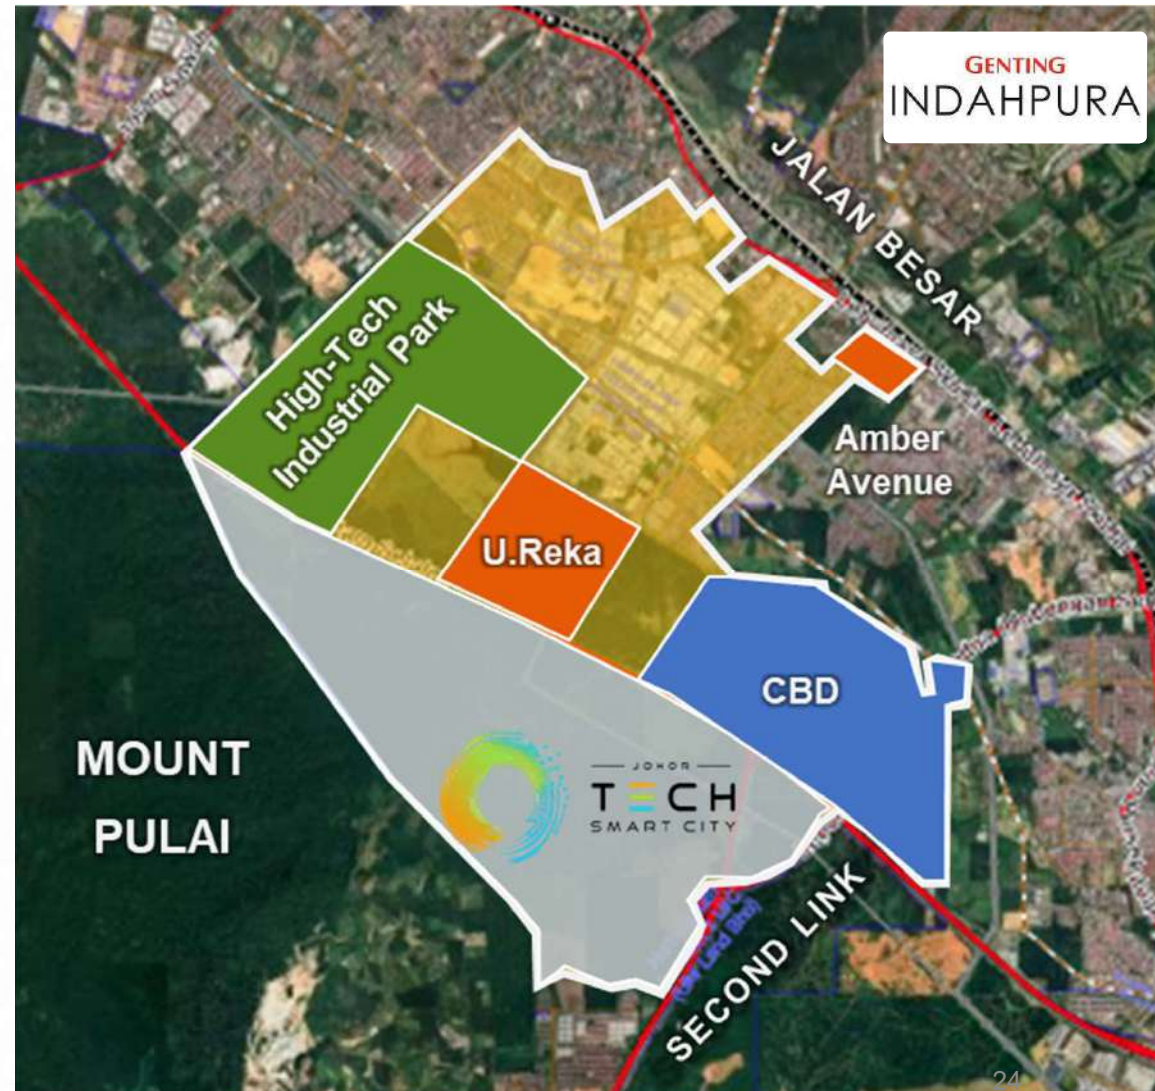 GENTING
INDAHPURA
JALAN BESAR
High-Tech
Industrial Park
Amber
Avenue
U.Reka
CBD
MOUNT
PULAI
JOHOR
TECH
SMART CITY
SECOND LINK
24